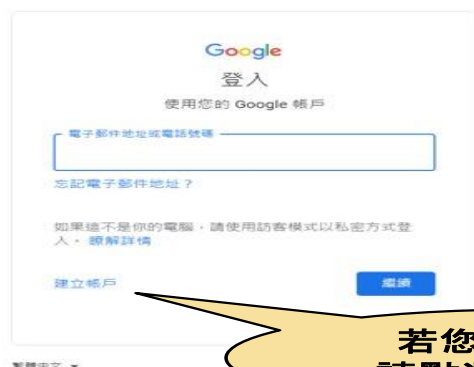 Google
登入
使用您的 Google 帳戶
電子郵件地址或電話號碼
忘記電子郵件地址？
如果這不是你的電腦，請使用訪客模式以私密方式登
入。瞭解詳情
建立帳戶
繼續
若您
繁體中文